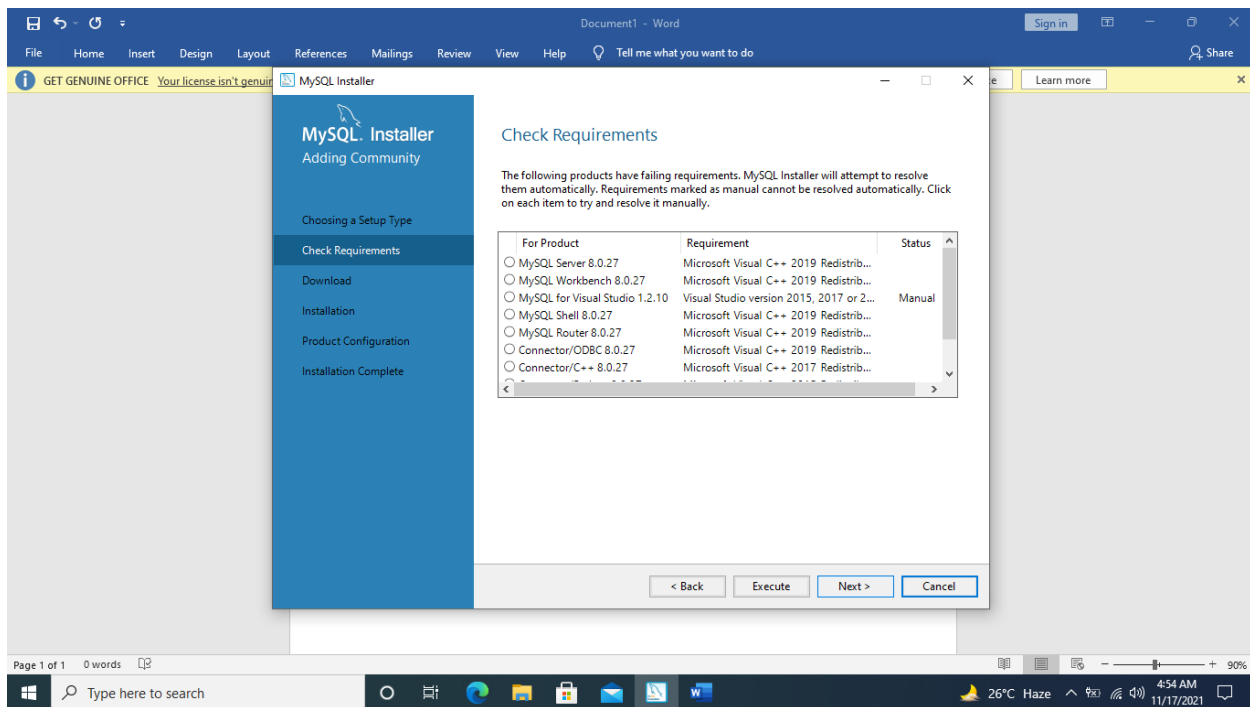 Document1 - Word
Sign in
File Home Insert Design Layout References Mailings Review View Help Tell me what you want to do Share
GET GENUINE OFFICE Your license isn't genuin
Learn more
MySQL Installer
MySQL. Installer
Adding Community
Choosing a Setup Type
Check Requirements
Download
Installation
Product Configuration
Installation Complete
Check Requirements
The following products have failing requirements. MySQL Installer will attempt to resolve
them automatically. Requirements marked as manual cannot be resolved automatically. Click
on each item to try and resolve it manually.
For Product Requirement Status
MySQL Server 8.0.27 Microsoft Visual C++ 2019 Redistrib...
MySQL Workbench 8.0.27 Microsoft Visual C++ 2019 Redistrib...
MySQL for Visual Studio 1.2.10 Visual Studio version 2015, 2017 or 2... Manual
MySQL Shell 8.0.27 Microsoft Visual C++ 2019 Redistrib...
MySQL Router 8.0.27 Microsoft Visual C++ 2019 Redistrib...
Connector/ODBC 8.0.27 Microsoft Visual C++ 2019 Redistrib...
Connector/C++ 8.0.27 Microsoft Visual C++ 2017 Redistrib...
< Back Execute Next > Cancel
Page 1 of 1 0 words
90%
Type here to search
26°C Haze
4:54 AM
11/17/2021